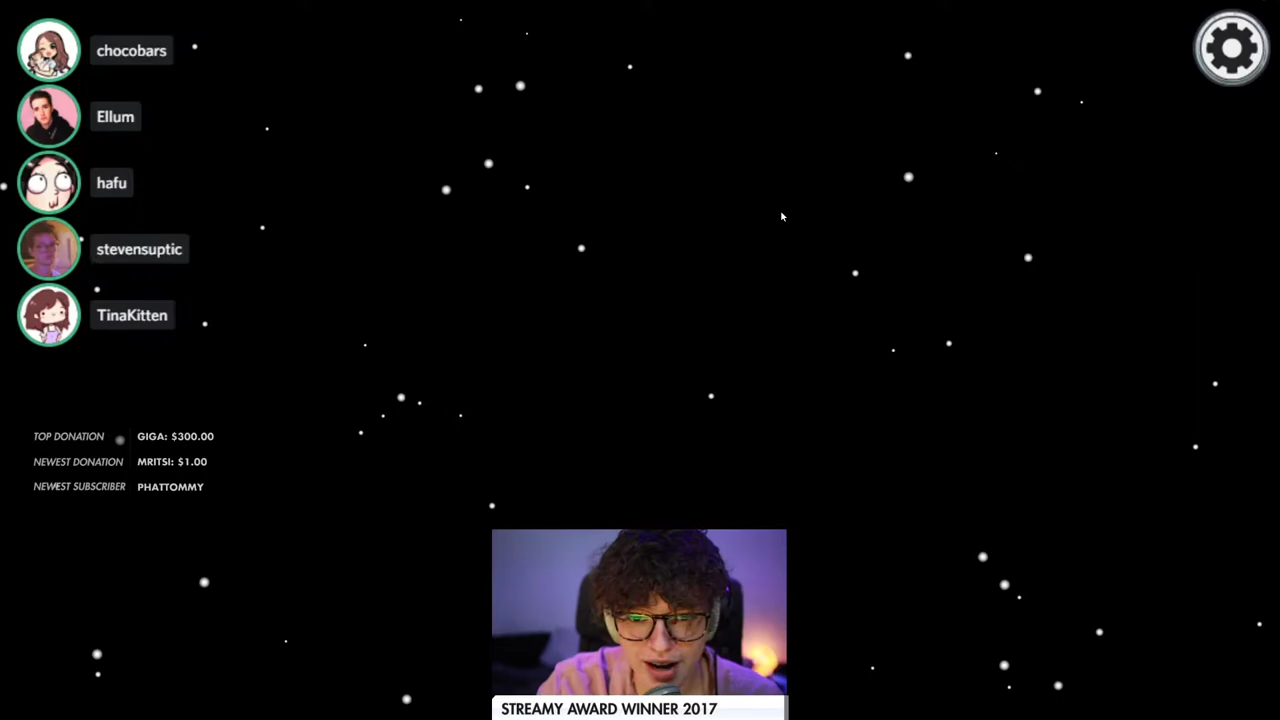 chocobars
Ellum
hafu
stevensuptic
TinaKitten
TOP DONATION GIGA: $300.00
NEWEST DONATION MRITSI: $1.00
NEWEST SUBSCRIBER PHATTOMMY
STREAMY AWARD WINNER 2017